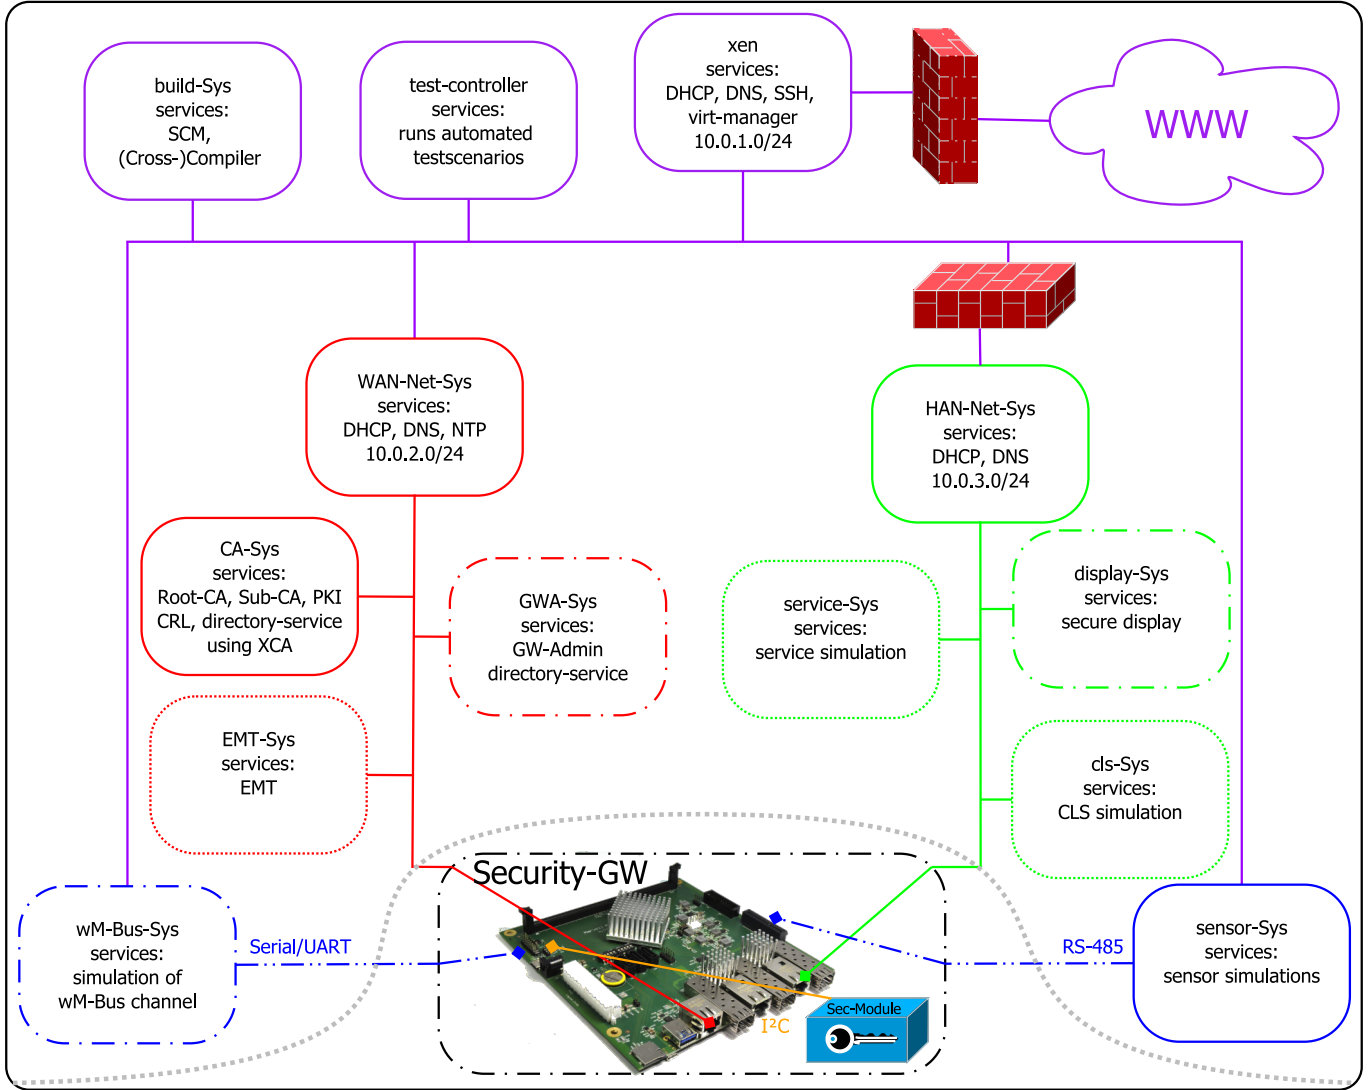 build-Sys
services:
SCM,
(Cross-)Compiler
test-controller
services:
runs automated
testscenarios
xen
services:
DHCP, DNS, SSH,
virt-manager
10.0.1.0/24
WWW
WAN-Net-Sys
services:
DHCP, DNS, NTP
10.0.2.0/24
HAN-Net-Sys
services:
DHCP, DNS
10.0.3.0/24
CA-Sys
services:
Root-CA, Sub-CA, PKI
CRL, directory-service
using XCA
GWA-Sys
services:
GW-Admin
directory-service
service-Sys
services:
service simulation
display-Sys
services:
secure display
EMT-Sys
services:
EMT
cls-Sys
services:
CLS simulation
Security-GW
wM-Bus-Sys
services:
simulation of
wM-Bus channel
Serial/UART
RS-485
sensor-Sys
services:
sensor simulations
I²C
Sec-Module